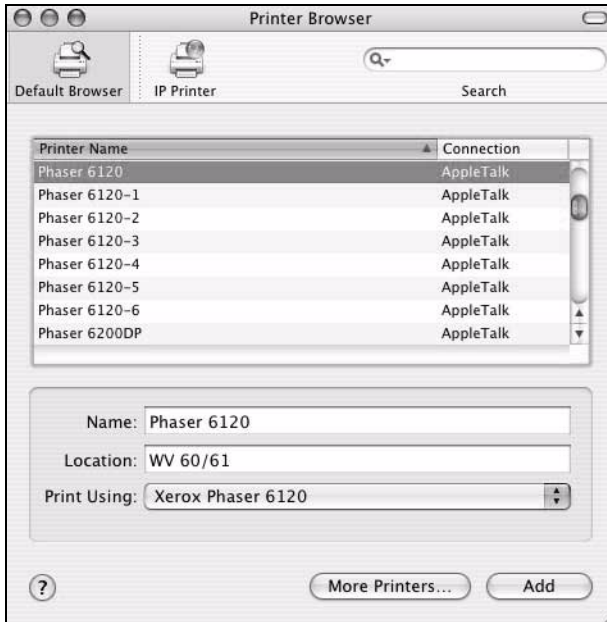 Printer Browser
Default Browser IP Printer Search
Printer Name Connection
Phaser 6120 AppleTalk
Phaser 6120-1 AppleTalk
Phaser 6120-2 AppleTalk
Phaser 6120-3 AppleTalk
Phaser 6120-4 AppleTalk
Phaser 6120-5 AppleTalk
Phaser 6120-6 AppleTalk
Phaser 6200DP AppleTalk
Name: Phaser 6120
Location: WV 60/61
Print Using: Xerox Phaser 6120
? More Printers... Add